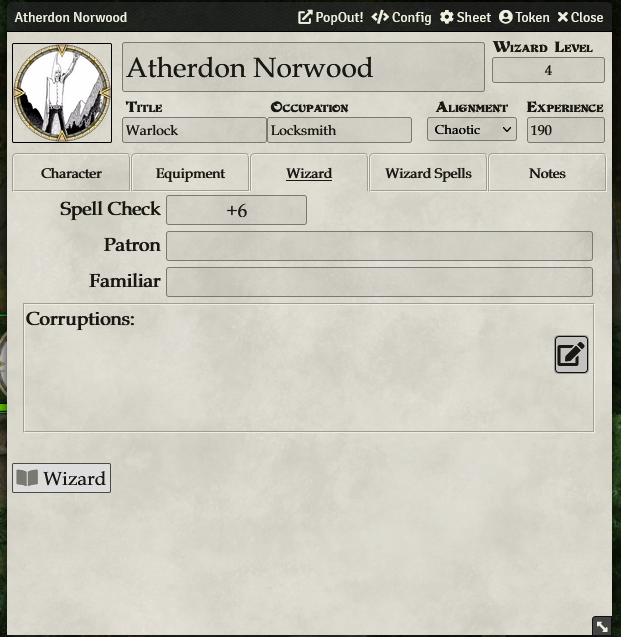 Atherdon Norwood PopOut! Config Sheet Token Close
Atherdon Norwood
Wizard Level
4
Title Occupation Alignment Experience
Warlock Locksmith Chaotic 190
Character Equipment Wizard Wizard Spells Notes
Spell Check +6
Patron
Familiar
Corruptions:
Wizard